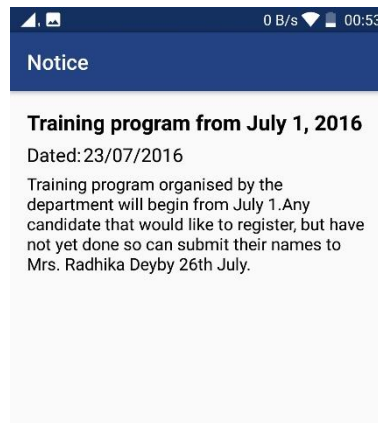 0 B/s 00:53
Notice
Training program from July 1, 2016
Dated: 23/07/2016
Training program organised by the
department will begin from July 1.Any
candidate that would like to register, but have
not yet done so can submit their names to
Mrs. Radhika Deyby 26th July.